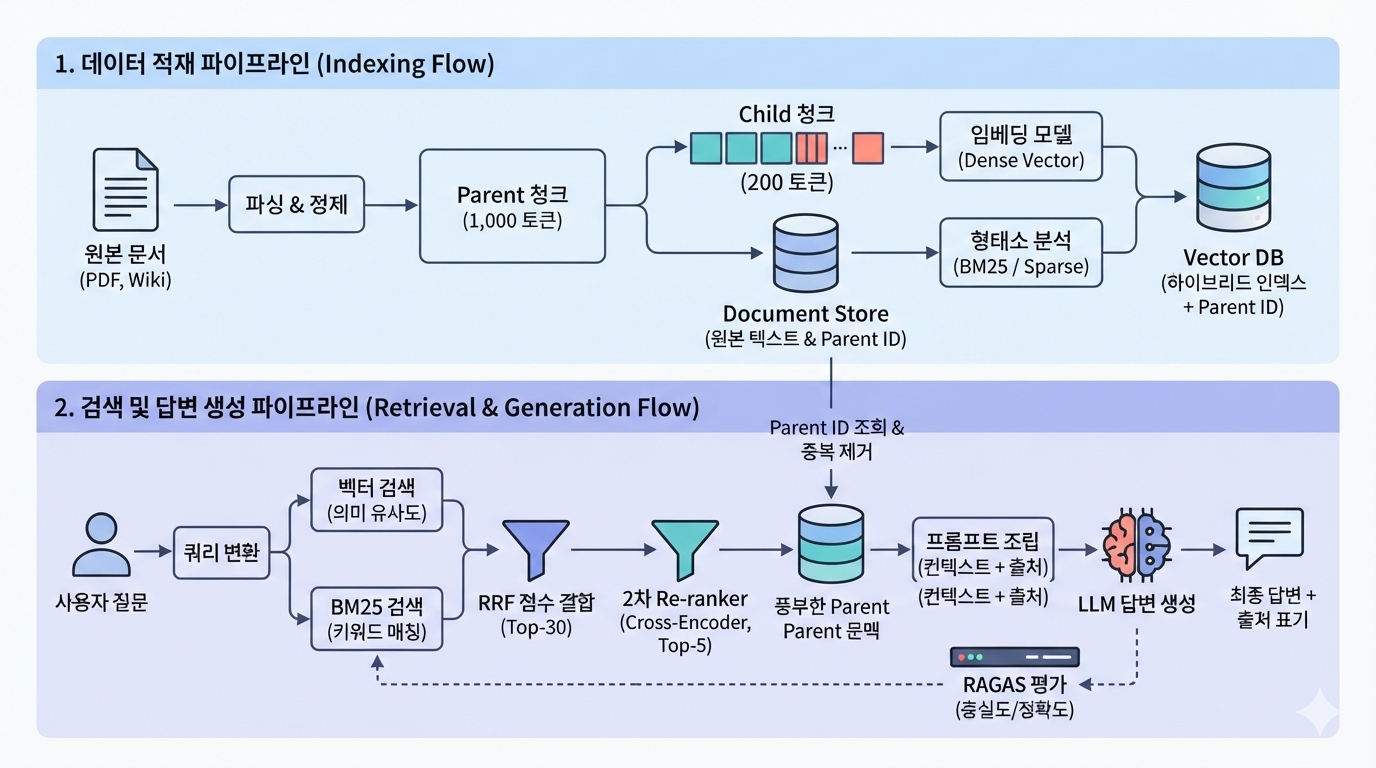 1. 데이터 적재 파이프라인 (Indexing Flow)
원본 문서
(PDF, Wiki)
파싱 & 정제
Parent 청크
(1,000 토큰)
Child 청크
...
(200 토큰)
Document Store
(원본 텍스트 & Parent ID)
임베딩 모델
(Dense Vector)
형태소 분석
(BM25 / Sparse)
Vector DB
(하이브리드 인덱스
+ Parent ID)
2. 검색 및 답변 생성 파이프라인 (Retrieval & Generation Flow)
Parent ID 조회 &
중복 제거
사용자 질문
쿼리 변환
벡터 검색
(의미 유사도)
BM25 검색
(키워드 매칭)
RRF 점수 결합
(Top-30)
2차 Re-ranker
(Cross-Encoder,
Top-5)
풍부한 Parent
Parent 문맥
프롬프트 조립
(컨텍스트 + 출처)
(컨텍스트 + 출처)
LLM 답변 생성
최종 답변 +
출처 표기
RAGAS 평가
(충실도/정확도)